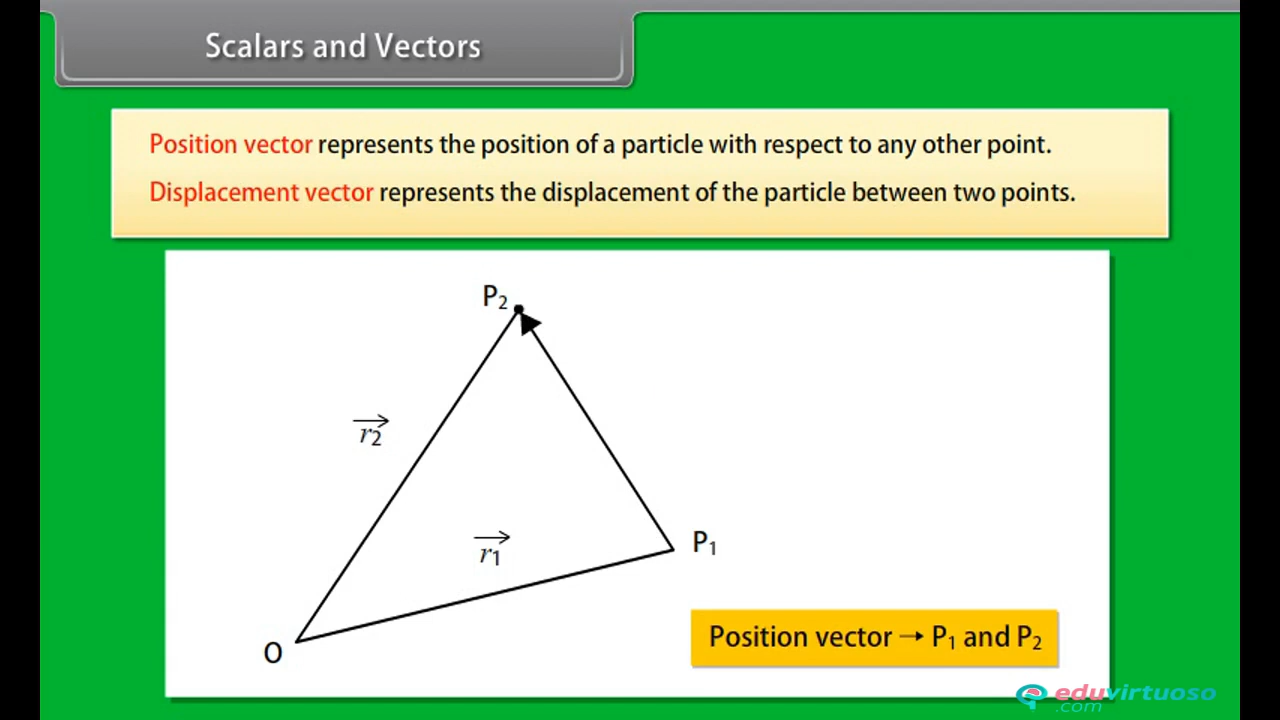 Scalars and Vectors
Position vector represents the position of a particle with respect to any other point.
Displacement vector represents the displacement of the particle between two points.
P₂
r₂
r₁
P₁
O
Position vector → P₁ and P₂
eduvirtuoso
.com